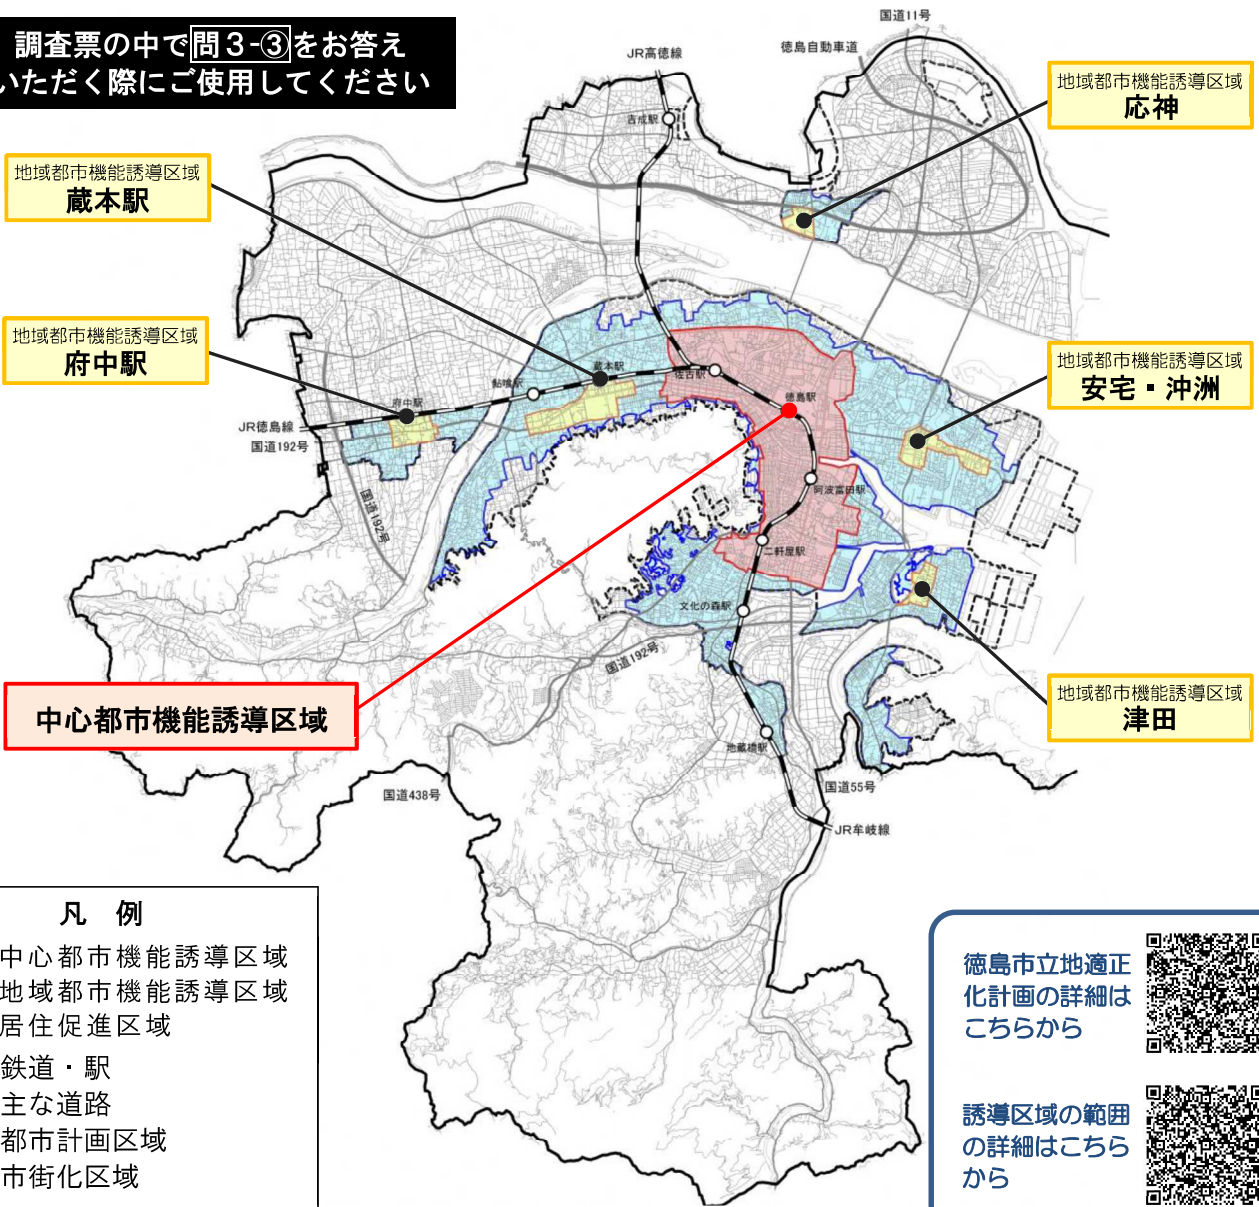 調査票の中で問3-③をお答え
いただく際にご使用してください
国道11号
徳島自動車道
JR高徳線
吉成駅
地域都市機能誘導区域
応神
地域都市機能誘導区域
蔵本駅
地域都市機能誘導区域
府中駅
地域都市機能誘導区域
安宅・沖洲
蔵本駅
佐古駅
鮎喰駅
徳島駅
府中駅
JR徳島線
国道192号
国道192号
阿波富田駅
二軒屋駅
文化の森駅
国道192号
中心都市機能誘導区域
地域都市機能誘導区域
津田
地蔵橋駅
国道438号
国道55号
JR牟岐線
凡 例
中心都市機能誘導区域
地域都市機能誘導区域
居住促進区域
鉄道・駅
主な道路
都市計画区域
市街化区域
徳島市立地適正
化計画の詳細は
こちらから
誘導区域の範囲
の詳細はこちら
から